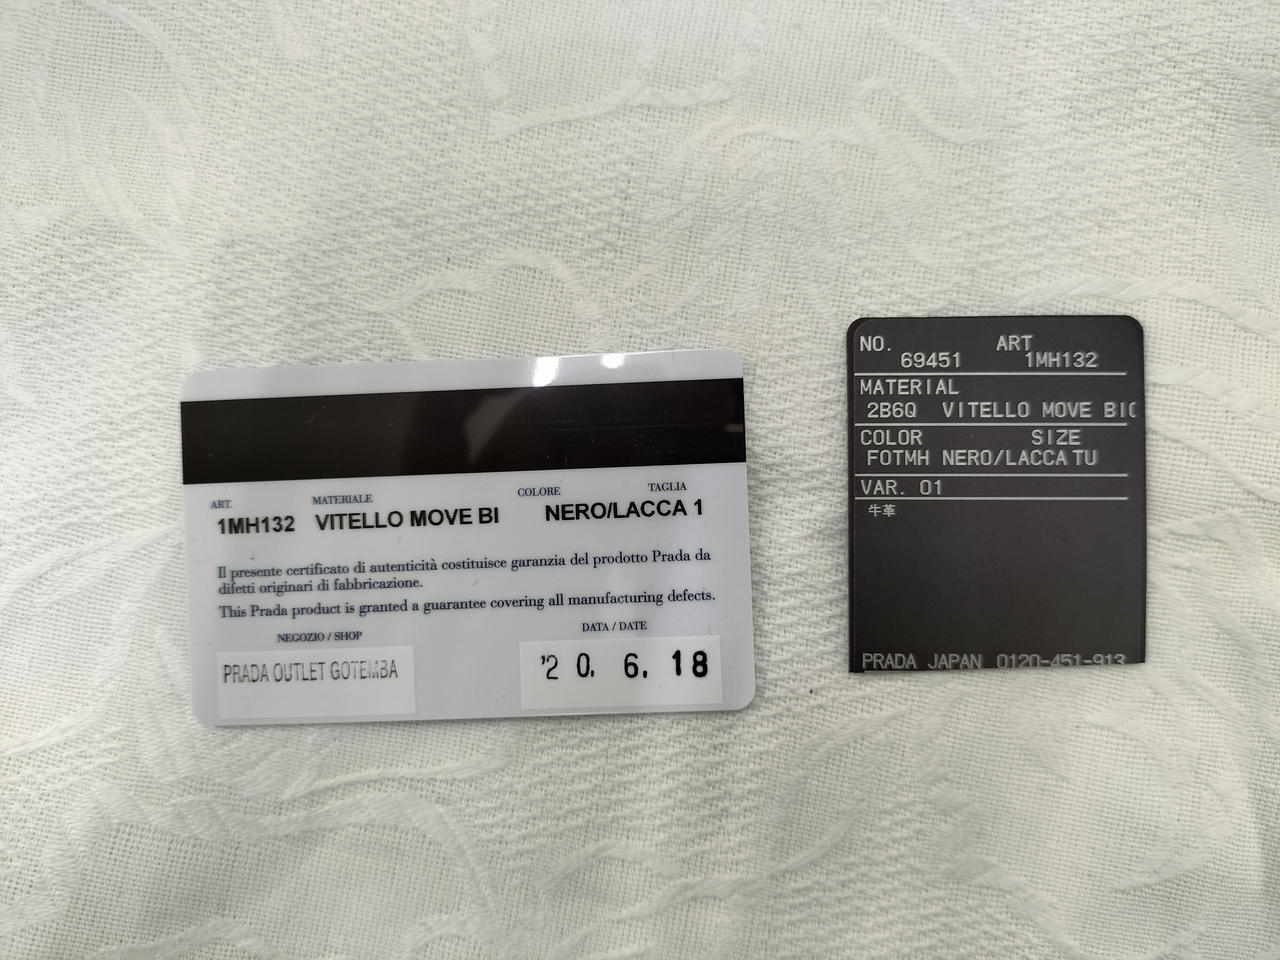 ART. MATERIALE COLORE TAGLIA
1MH132 VITELLO MOVE BI NERO/LACCA 1
Il presente certificato di autenticità costituisce garanzia del prodotto Prada da
difetti originari di fabbricazione.
This Prada product is granted a guarantee covering all manufacturing defects.
NEGOZIO / SHOP DATA / DATE
PRADA OUTLET GOTEMBA '20. 6. 18
NO. ART
69451 1MH132
MATERIAL
2B6Q VITELLO MOVE BIC
COLOR SIZE
F0TMH NERO/LACCA TU
VAR. 01
牛革
PRADA JAPAN 0120-451-913